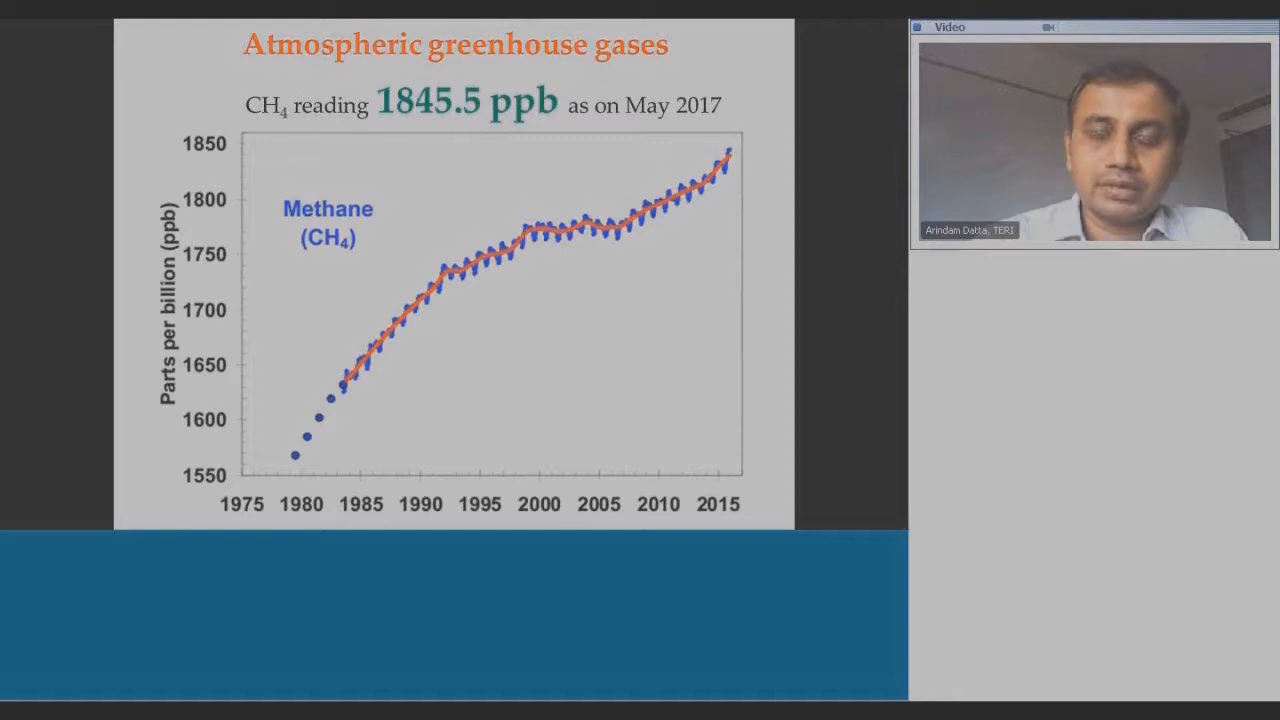 Atmospheric greenhouse gases
CH₄ reading 1845.5 ppb as on May 2017
1850
1800
1750
1700
1650
1600
1550
Parts per billion (ppb)
Methane
(CH₄)
1975 1980 1985 1990 1995 2000 2005 2010 2015
Video
Arindam Datta, TERI